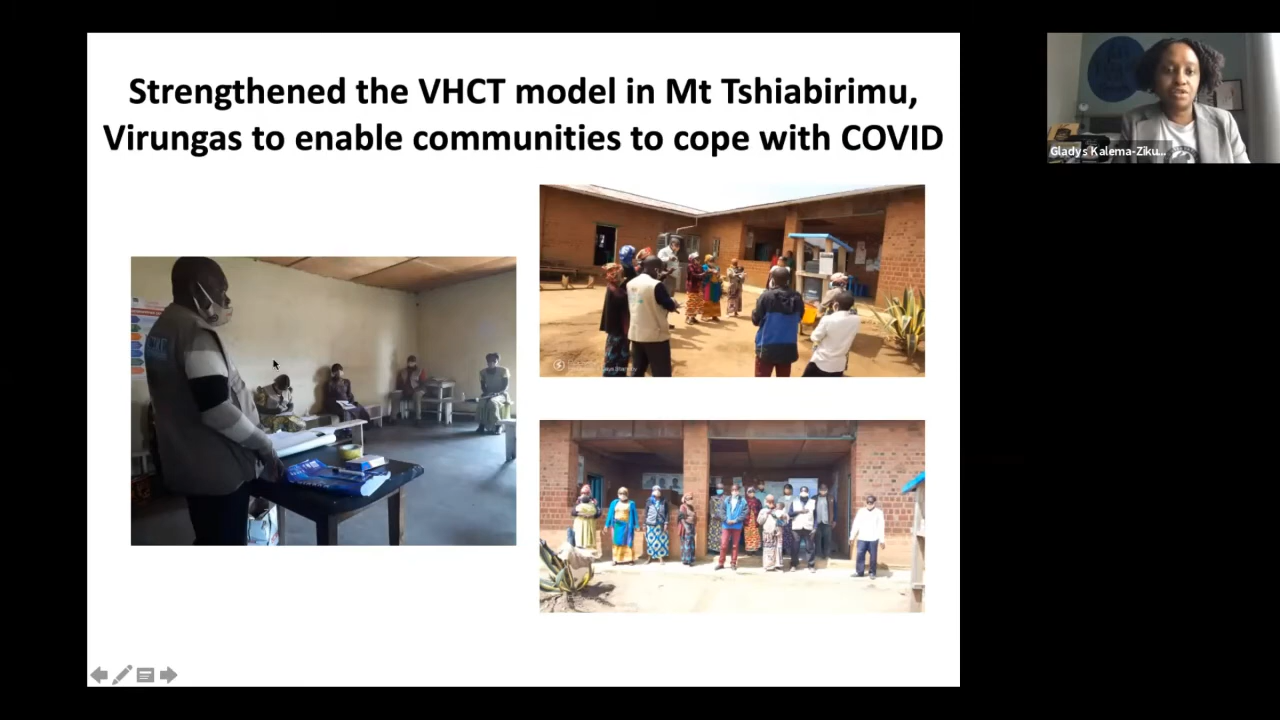 Strengthened the VHCT model in Mt Tshiabirimu,
Virungas to enable communities to cope with COVID
Gladys Kalema-Ziku...